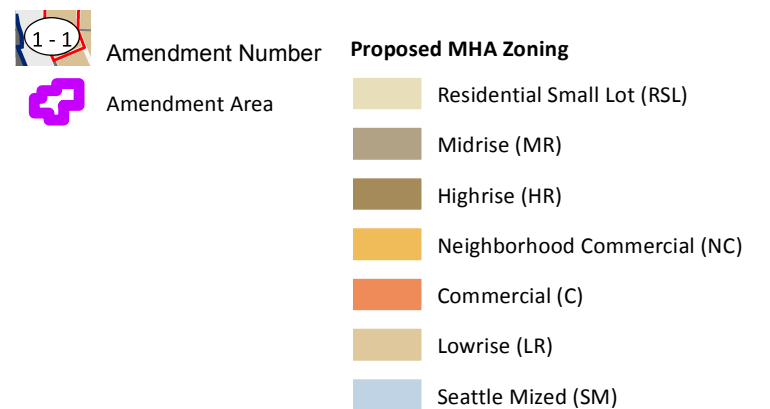 1 - 1
Amendment Number
Amendment Area
Proposed MHA Zoning
Residential Small Lot (RSL)
Midrise (MR)
Highrise (HR)
Neighborhood Commercial (NC)
Commercial (C)
Lowrise (LR)
Seattle Mized (SM)